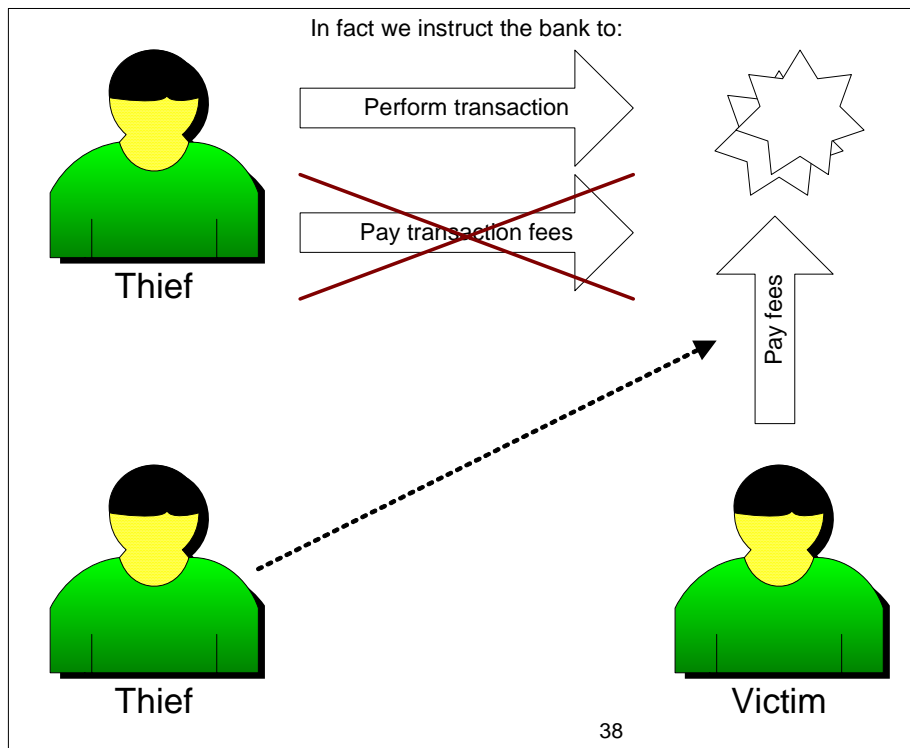 In fact we instruct the bank to:
Perform transaction
Pay transaction fees
Thief
Pay fees
Thief
Victim
38